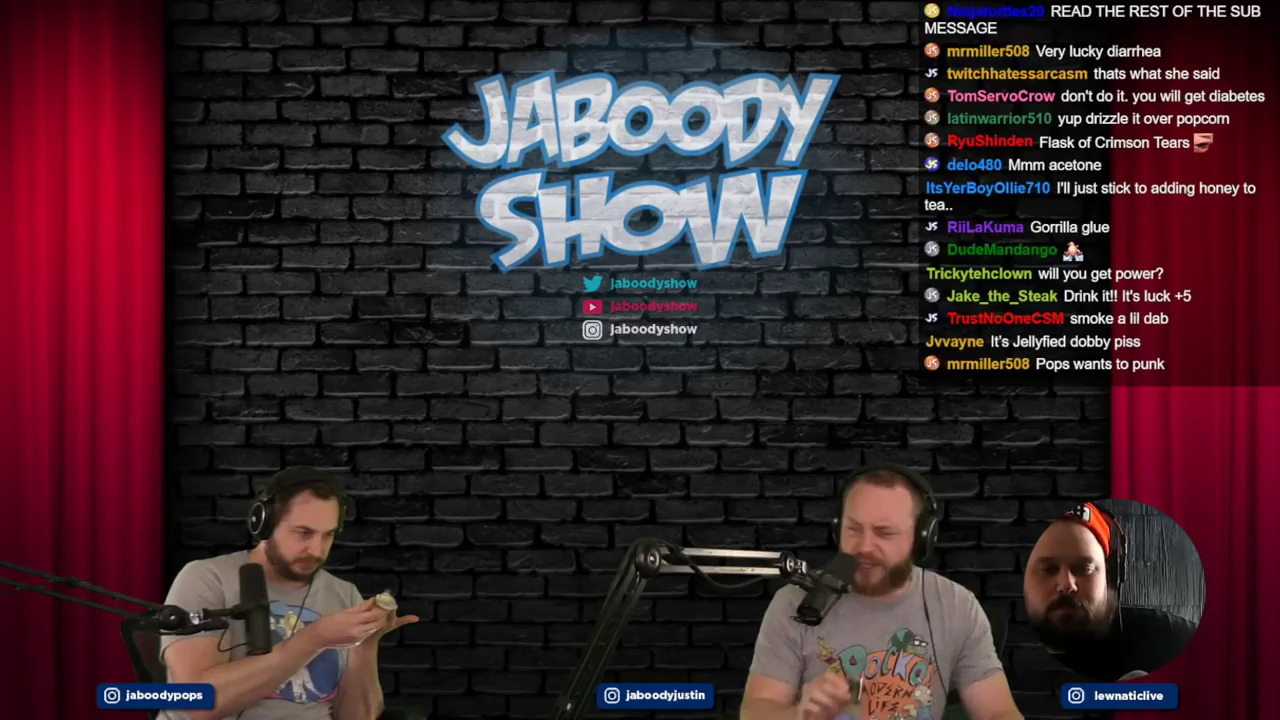 JABOODY
SHOW
jaboodyshow
jaboodyshow
jaboodyshow
Ninjaturtles20 READ THE REST OF THE SUB
MESSAGE
mrmiller508 Very lucky diarrhea
twitchhatessarcasm thats what she said
TomServoCrow don't do it. you will get diabetes
latinwarrior510 yup drizzle it over popcorn
RyuShinden Flask of Crimson Tears
delo480 Mmm acetone
ItsYerBoyOllie710 I'll just stick to adding honey to
tea..
RiiLaKuma Gorrilla glue
DudeMandango
Trickytehclown will you get power?
Jake_the_Steak Drink it!! It's luck +5
TrustNoOneCSM smoke a lil dab
Jvvayne It's Jellyfied dobby piss
mrmiller508 Pops wants to punk
ROCKO'S
MODERN
LIFE
jaboodypops
jaboodyjustin
lewnaticlive